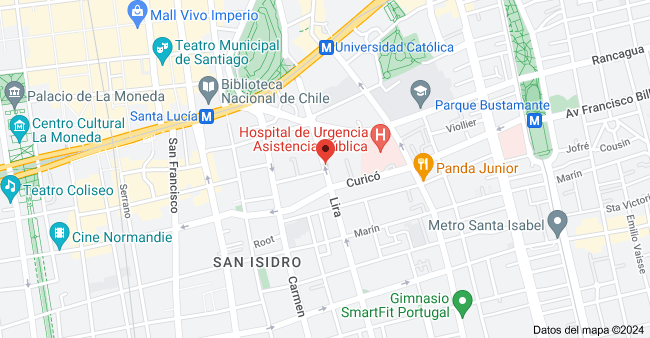 Mall Vivo Imperio
Teatro Municipal
de Santiago
M
Universidad Católica
Rancagua
Palacio de La Moneda
Biblioteca
Nacional de Chile
Parque Bustamante
Av Francisco Bil
Centro Cultural
La Moneda
Santa Lucía
M
M
Viollier
Hospital de Urgencia
Asistencia Pública
H
Jofré
Cousin
San Francisco
Panda Junior
Marín
Teatro Coliseo
Serrano
Curicó
Lira
Sta Victoria
Cine Normandie
Root
Marín
Metro Santa Isabel
Emilio Vaisse
SAN ISIDRO
Carmen
Gimnasio
SmartFit Portugal
Datos del mapa ©2024